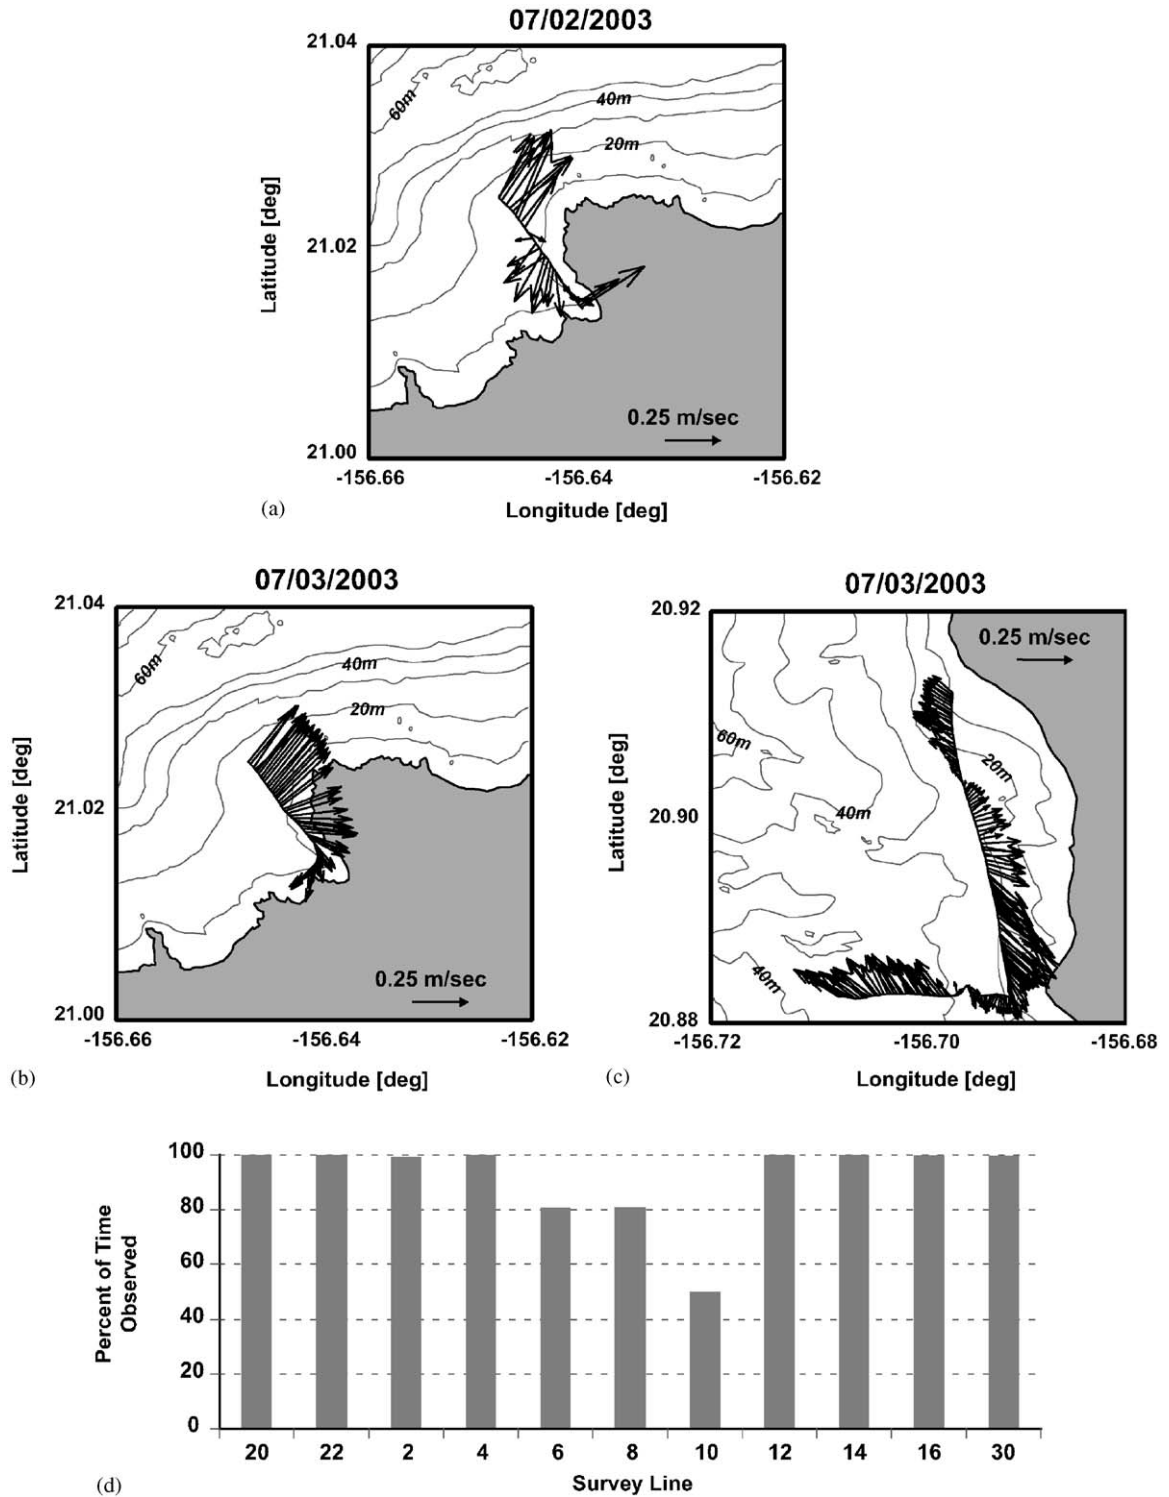 07/02/2003
21.04
60m
40m
20m
Latitude [deg]
21.02
0.25 m/sec
21.00
-156.66
-156.64
-156.62
(a)
Longitude [deg]
07/03/2003
21.04
60m
40m
20m
Latitude [deg]
21.02
0.25 m/sec
21.00
-156.66
-156.64
-156.62
(b)
Longitude [deg]
07/03/2003
20.92
0.25 m/sec
60m
20m
40m
Latitude [deg]
20.90
40m
20.88
-156.72
-156.70
-156.68
(c)
Longitude [deg]
Percent of Time
Observed
100
80
60
40
20
0
20 22 2 4 6 8 10 12 14 16 30
(d)
Survey Line